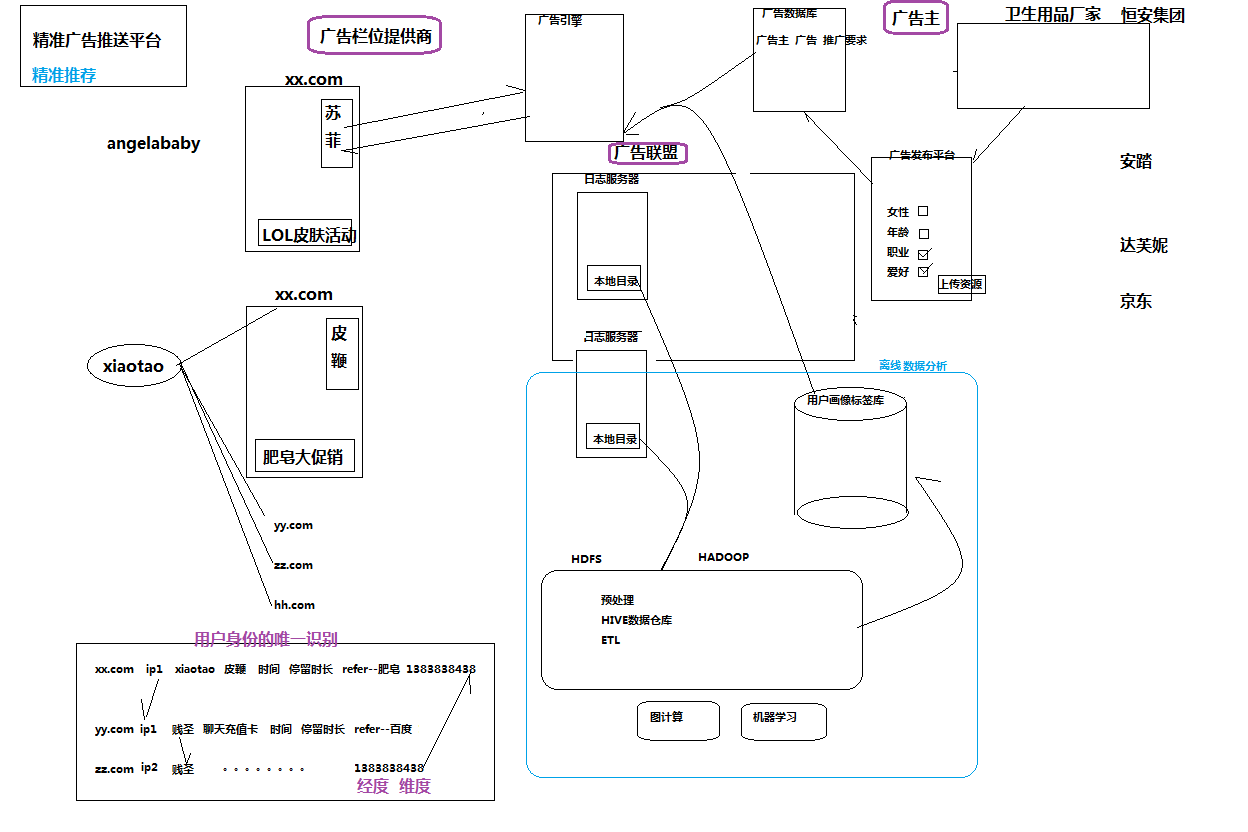 精准广告推送平台
精准推荐
广告栏位提供商
广告引擎
广告数据库
广告主 广告 推广要求
广告主
卫生用品厂家 恒安集团
xx.com
苏
菲
angelababy
LOL皮肤活动
广告联盟
日志服务器
本地目录
日志服务器
本地目录
广告发布平台
女性
年龄
职业
爱好
上传资源
安踏
达芙妮
京东
xx.com
皮
鞭
xiaotao
肥皂大促销
yy.com
zz.com
hh.com
离线 数据分析
用户画像标签库
HDFS
HADOOP
预处理
HIVE数据仓库
ETL
图计算
机器学习
用户身份的唯一识别
xx.com ip1 xiaotao 皮鞭 时间 停留时长 refer--肥皂 1383838438
yy.com ip1 贱圣 聊天充值卡 时间 停留时长 refer--百度
zz.com ip2 贱圣 。。。。。。。。 1383838438
经度 维度